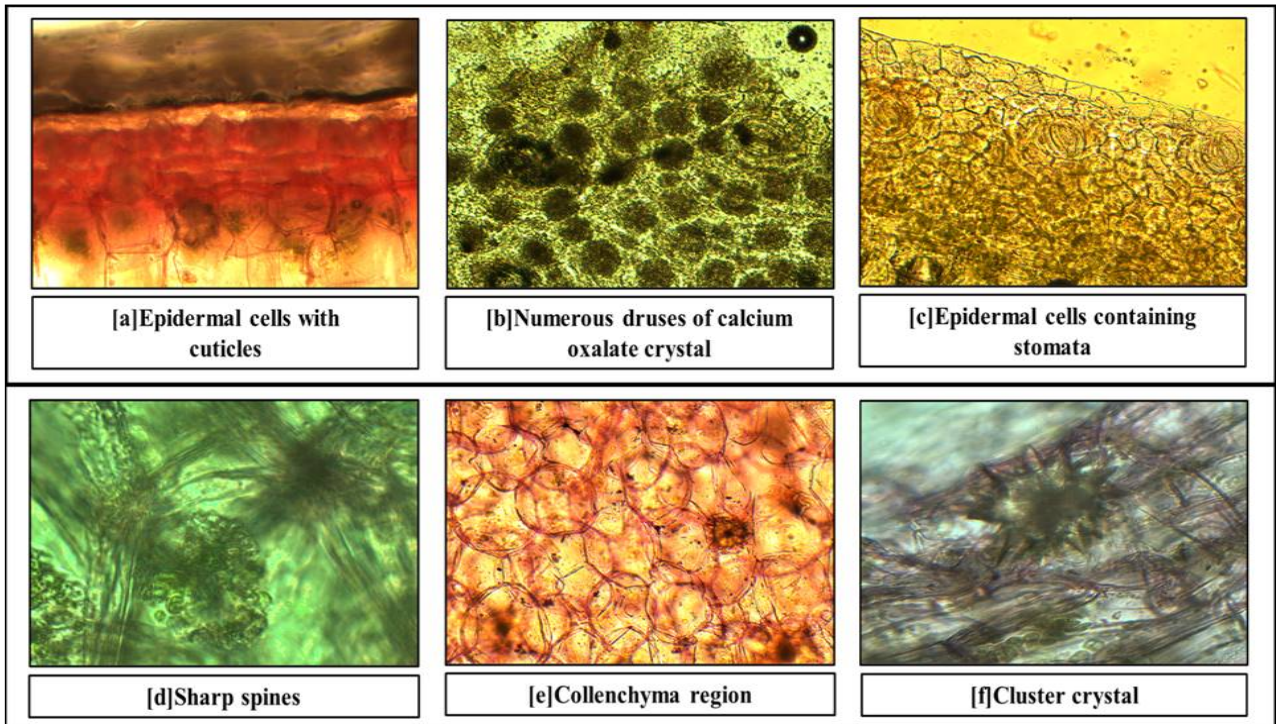 [a]Epidermal cells with
cuticles
[b]Numerous druses of calcium
oxalate crystal
[c]Epidermal cells containing
stomata
[d]Sharp spines
[e]Collenchyma region
[f]Cluster crystal